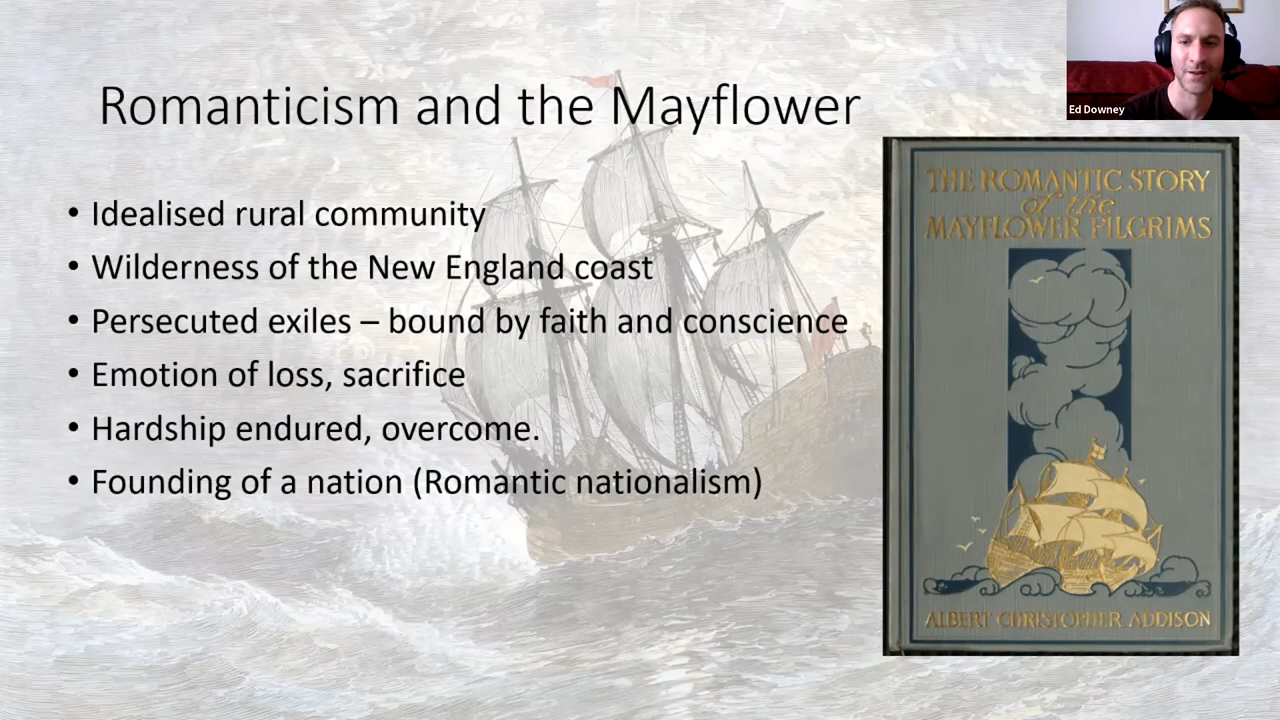 Romanticism and the Mayflower
• Idealised rural community
• Wilderness of the New England coast
• Persecuted exiles – bound by faith and conscience
• Emotion of loss, sacrifice
• Hardship endured, overcome.
• Founding of a nation (Romantic nationalism)
Ed Downey
THE ROMANTIC STORY
of the
MAYFLOWER PILGRIMS
ALBERT CHRISTOPHER ADDISON